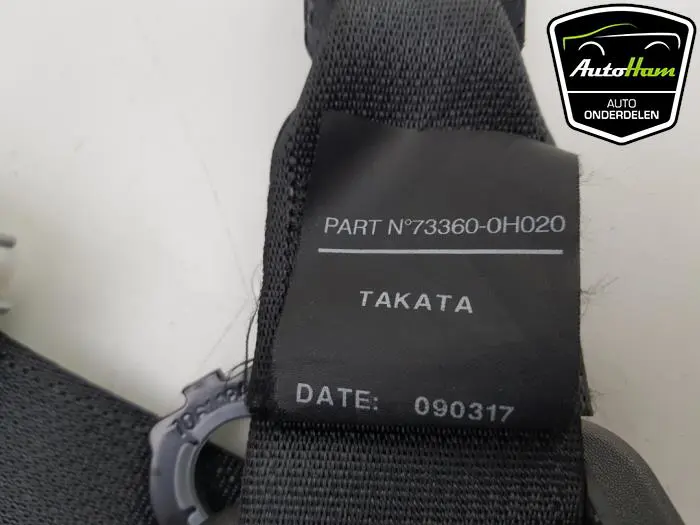 AutoHam
AUTO
ONDERDELEN
PART N°73360-0H020
TAKATA
DATE: 090317